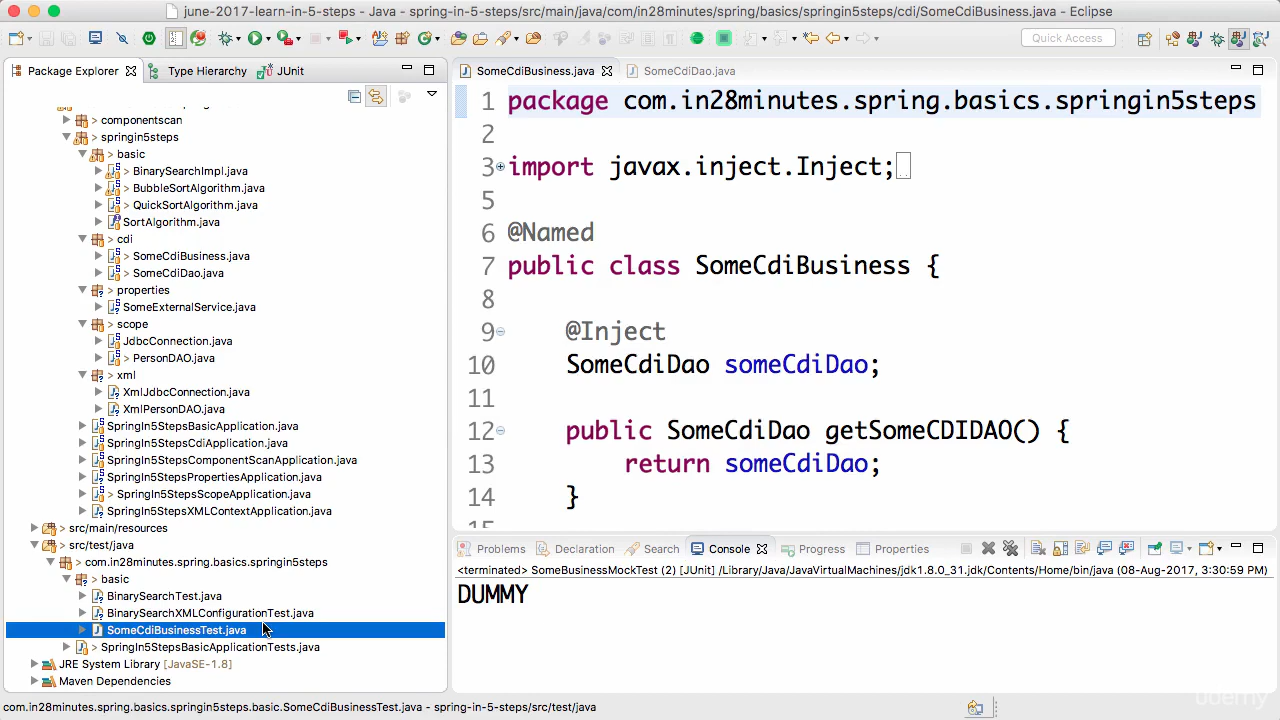 june-2017-learn-in-5-steps - Java - spring-in-5-steps/src/main/java/com/in28minutes/spring/basics/springin5steps/cdi/SomeCdiBusiness.java - Eclipse
Quick Access
Package Explorer Type Hierarchy JUnit
> componentscan
> springin5steps
> basic
> BinarySearchImpl.java
> BubbleSortAlgorithm.java
> QuickSortAlgorithm.java
SortAlgorithm.java
> cdi
> SomeCdiBusiness.java
> SomeCdiDao.java
> properties
SomeExternalService.java
> scope
JdbcConnection.java
> PersonDAO.java
> xml
XmlJdbcConnection.java
XmlPersonDAO.java
SpringIn5StepsBasicApplication.java
SpringIn5StepsCdiApplication.java
SpringIn5StepsComponentScanApplication.java
SpringIn5StepsPropertiesApplication.java
> SpringIn5StepsScopeApplication.java
SpringIn5StepsXMLContextApplication.java
> src/main/resources
> src/test/java
> com.in28minutes.spring.basics.springin5steps
> basic
BinarySearchTest.java
BinarySearchXMLConfigurationTest.java
SomeCdiBusinessTest.java
> SpringIn5StepsBasicApplicationTests.java
JRE System Library [JavaSE-1.8]
Maven Dependencies
SomeCdiBusiness.java SomeCdiDao.java
1 package com.in28minutes.spring.basics.springin5steps
2
3 import javax.inject.Inject;
5
6 @Named
7 public class SomeCdiBusiness {
8
9 @Inject
10 SomeCdiDao someCdiDao;
11
12 public SomeCdiDao getSomeCDIDAO() {
13 return someCdiDao;
14 }
15
Problems Declaration Search Console Progress Properties
<terminated> SomeBusinessMockTest (2) [JUnit] /Library/Java/JavaVirtualMachines/jdk1.8.0_31.jdk/Contents/Home/bin/java (08-Aug-2017, 3:30:59 PM)
DUMMY
com.in28minutes.spring.basics.springin5steps.basic.SomeCdiBusinessTest.java - spring-in-5-steps/src/test/java
udemy